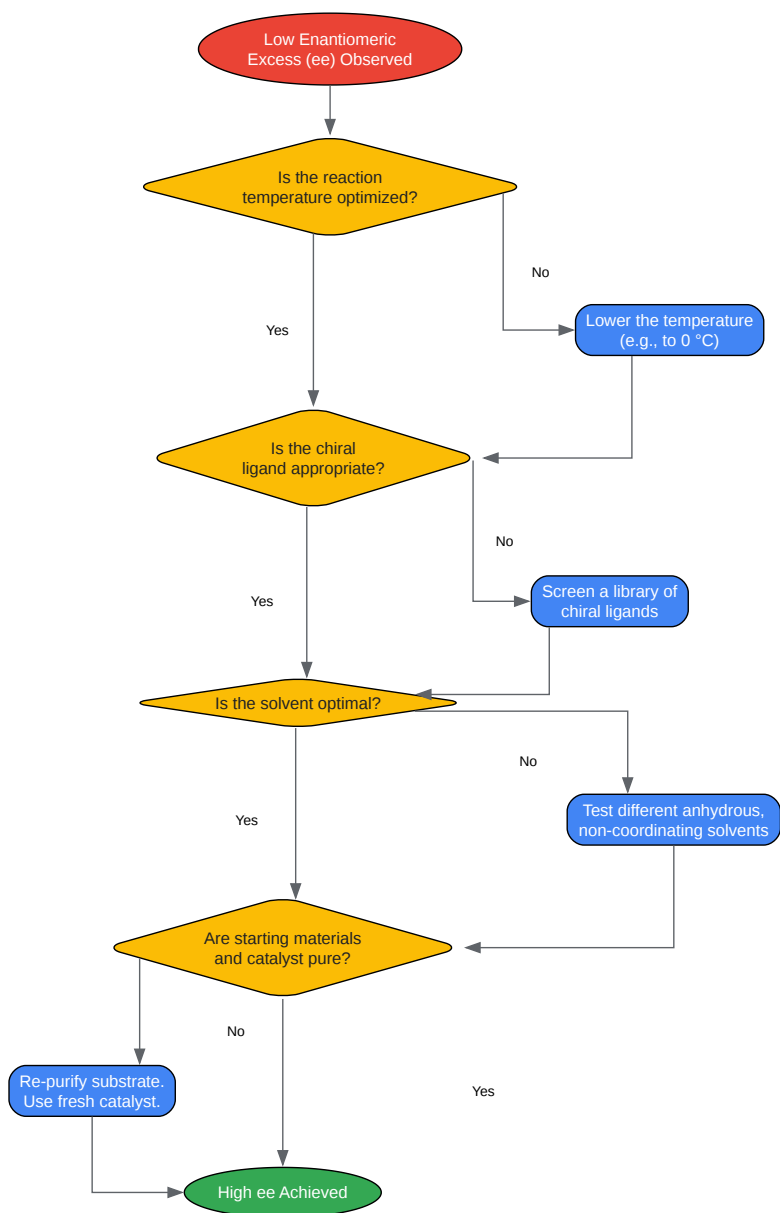 Low Enantiomeric
Excess (ee) Observed
Is the reaction
temperature optimized?
No
Yes
Lower the temperature
(e.g., to 0 °C)
Is the chiral
ligand appropriate?
No
Yes
Screen a library of
chiral ligands
Is the solvent optimal?
No
Yes
Test different anhydrous,
non-coordinating solvents
Are starting materials
and catalyst pure?
No
Yes
Re-purify substrate.
Use fresh catalyst.
High ee Achieved